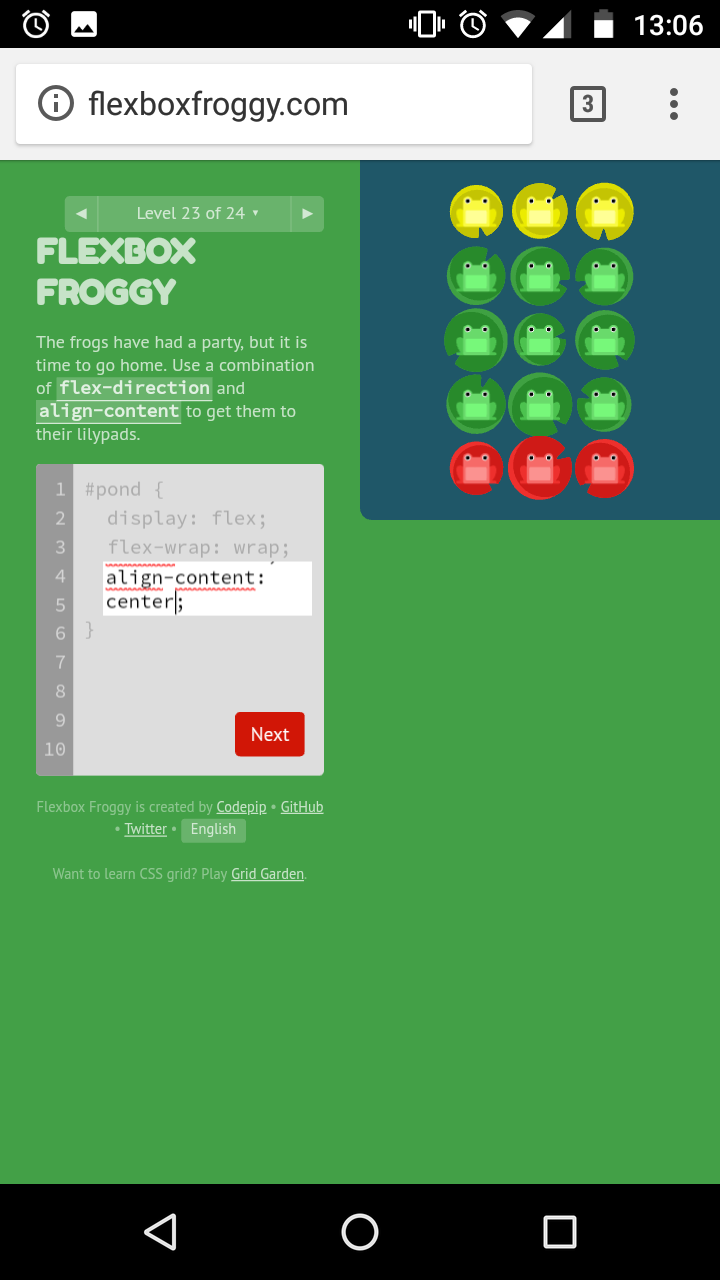 13:06
flexboxfroggy.com
3
◀ Level 23 of 24 ▾ ▶
FLEXBOX
FROGGY
The frogs have had a party, but it is
time to go home. Use a combination
of flex-direction and
align-content to get them to
their lilypads.
1 #pond {
2 display: flex;
3 flex-wrap: wrap;
4 align-content:
5 center;
6 }
7
8
9
10
Next
Flexbox Froggy is created by Codepip • GitHub
• Twitter • English
Want to learn CSS grid? Play Grid Garden.